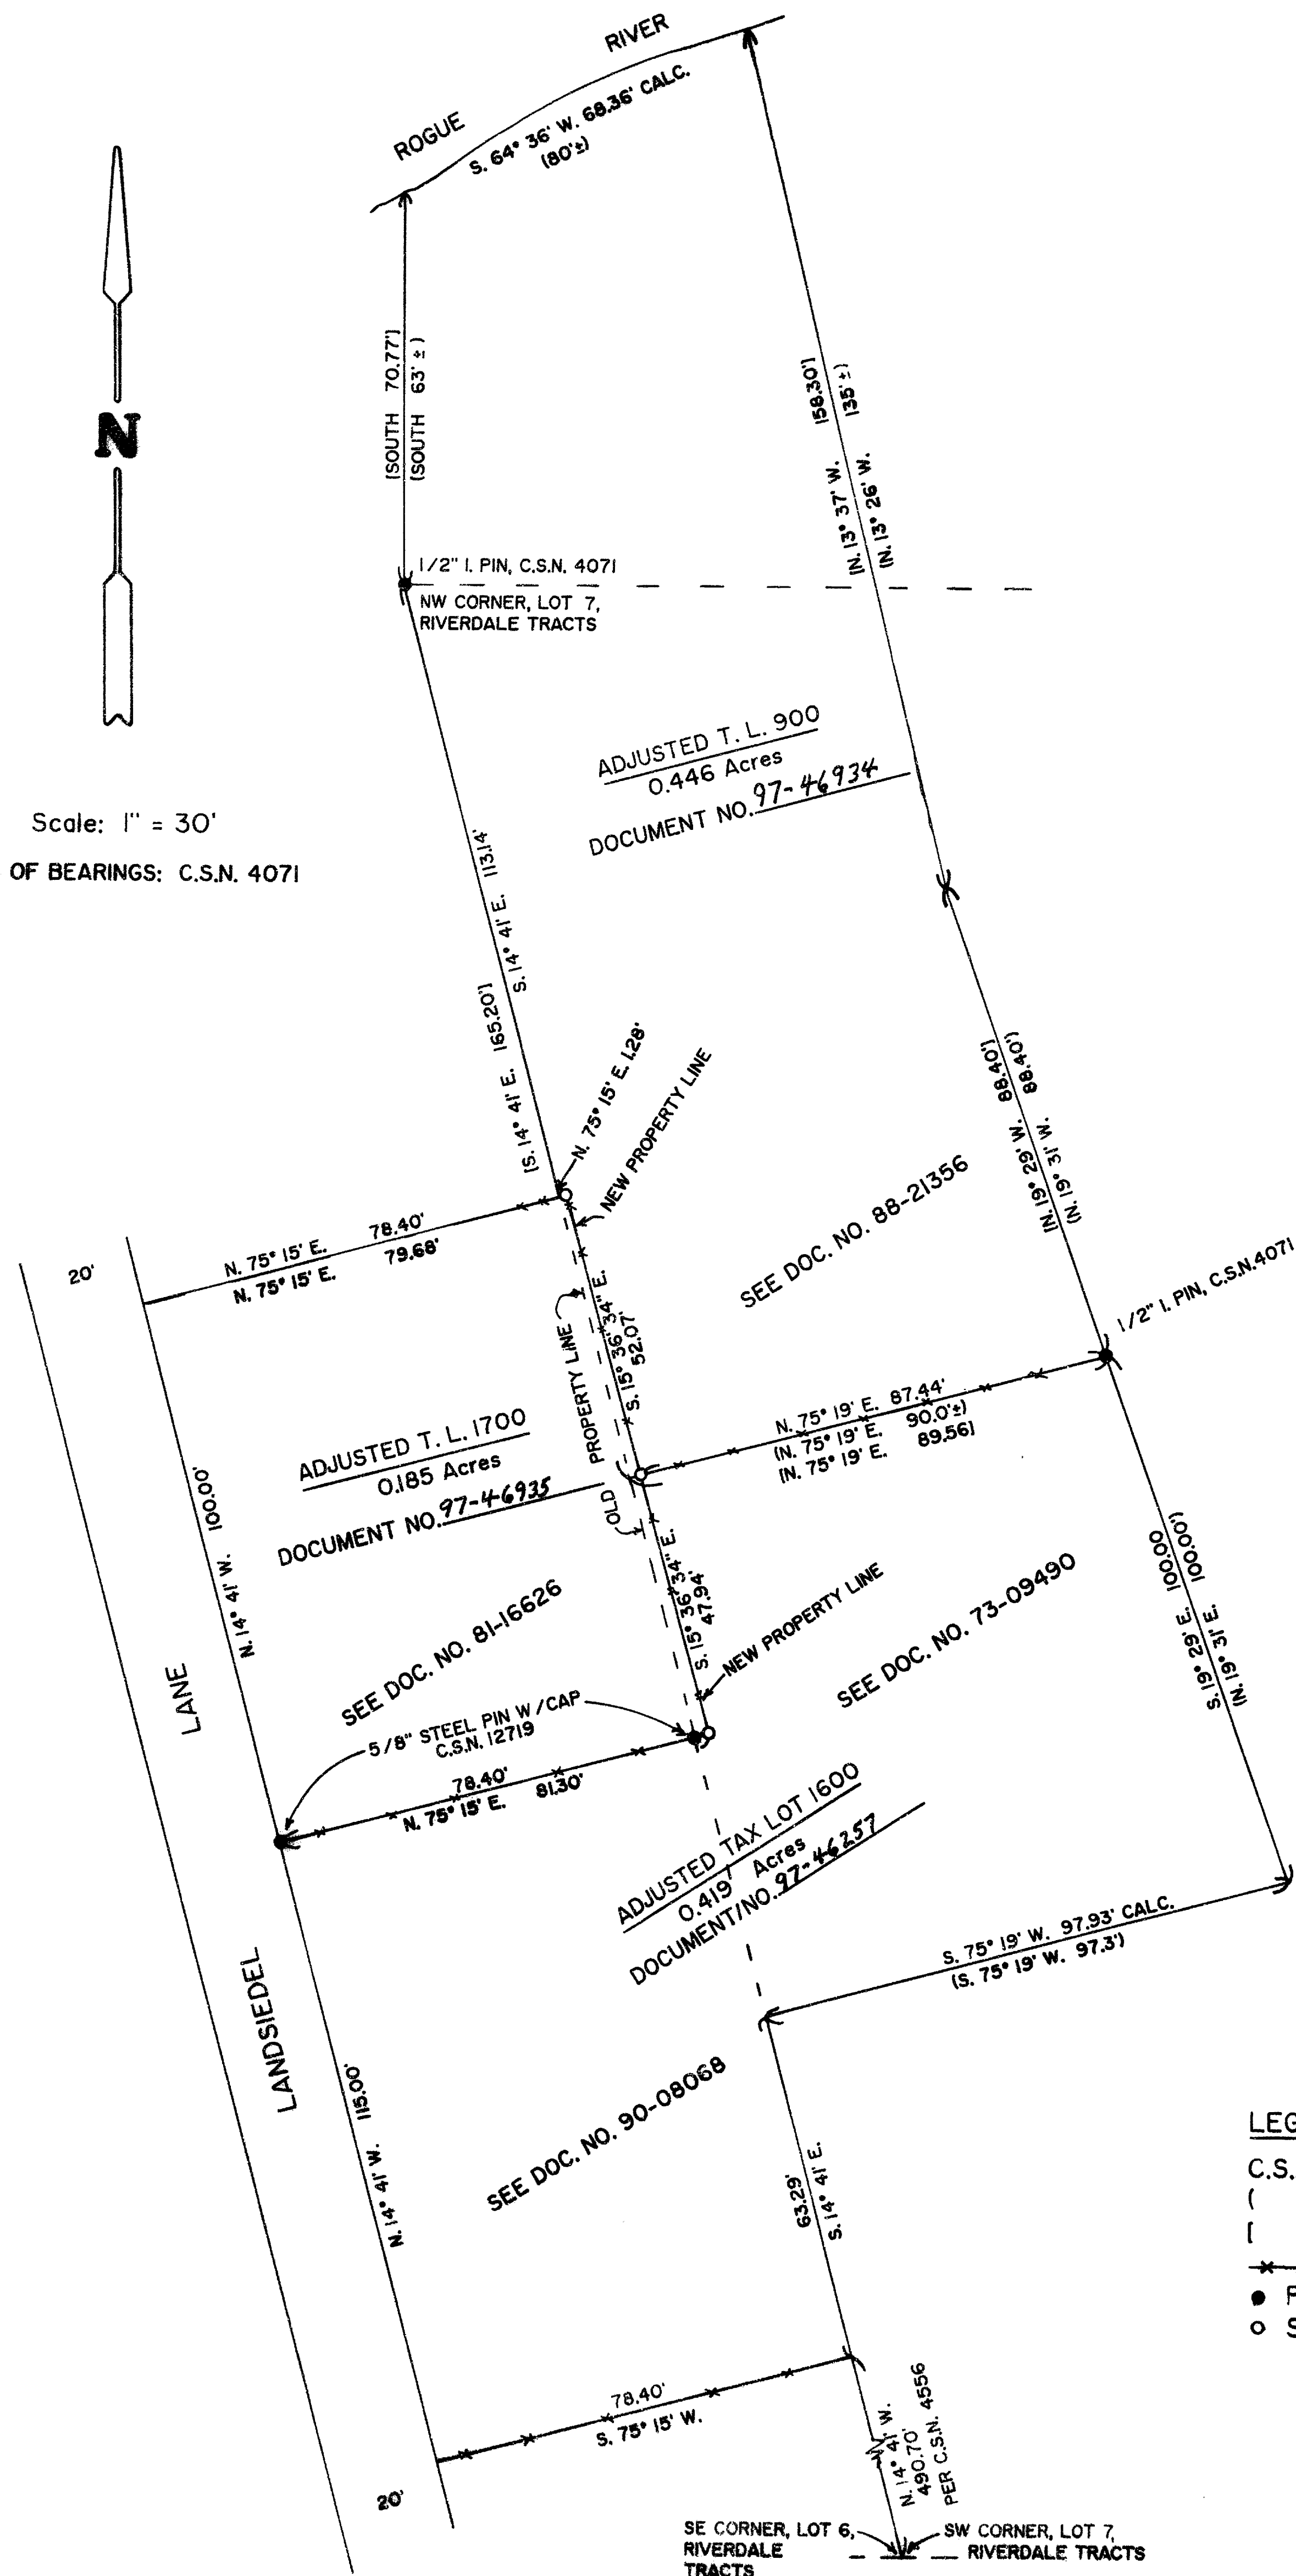 ROGUE RIVER
S. 64° 36' W. 68.36' CALC.
(80'±)
[SOUTH 70.77']
(SOUTH 63' ±)
[N. 13° 37' W. 158.30']
(N. 13° 26' W. 135' ±)
N
1/2" I. PIN, C.S.N. 4071
NW CORNER, LOT 7,
RIVERDALE TRACTS
ADJUSTED T. L. 900
0.446 Acres
DOCUMENT NO. 97-46934
Scale: 1" = 30'
OF BEARINGS: C.S.N. 4071
S. 14° 41' E. 113.14'
[S. 14° 41' E. 165.20']
N. 75° 15' E. 1.28'
NEW PROPERTY LINE
[N. 19° 29' W. 88.40']
(N. 19° 31' W. 88.40')
SEE DOC. NO. 88-21356
1/2" I. PIN, C.S.N. 4071
20'
N. 75° 15' E. 78.40'
N. 75° 15' E. 79.68'
OLD PROPERTY LINE
S. 15° 36' 34" E.
52.07'
N. 75° 19' E. 87.44'
(N. 75° 19' E. 90.0'±)
[N. 75° 19' E. 89.56]
ADJUSTED T. L. 1700
0.185 Acres
DOCUMENT NO. 97-46935
N. 14° 41' W. 100.00'
S. 15° 36' 34" E.
47.94'
NEW PROPERTY LINE
SEE DOC. NO. 81-16626
SEE DOC. NO. 73-09490
S. 19° 29' E. 100.00
(N. 19° 31' E. 100.00')
5/8" STEEL PIN W/CAP
C.S.N. 12719
78.40'
N. 75° 15' E. 81.30'
LANDSIEDEL LANE
ADJUSTED TAX LOT 1600
0.419 Acres
DOCUMENT NO. 97-46257
S. 75° 19' W. 97.93' CALC.
(S. 75° 19' W. 97.3')
N. 14° 41' W. 115.00'
SEE DOC. NO. 90-08068
63.29'
S. 14° 41' E.
LEG
C.S.
(
[
P
S
78.40'
S. 75° 15' W.
N. 14° 41' W.
490.70'
PER C.S.N. 4556
20'
SE CORNER, LOT 6,
RIVERDALE
TRACTS
SW CORNER, LOT 7,
RIVERDALE TRACTS